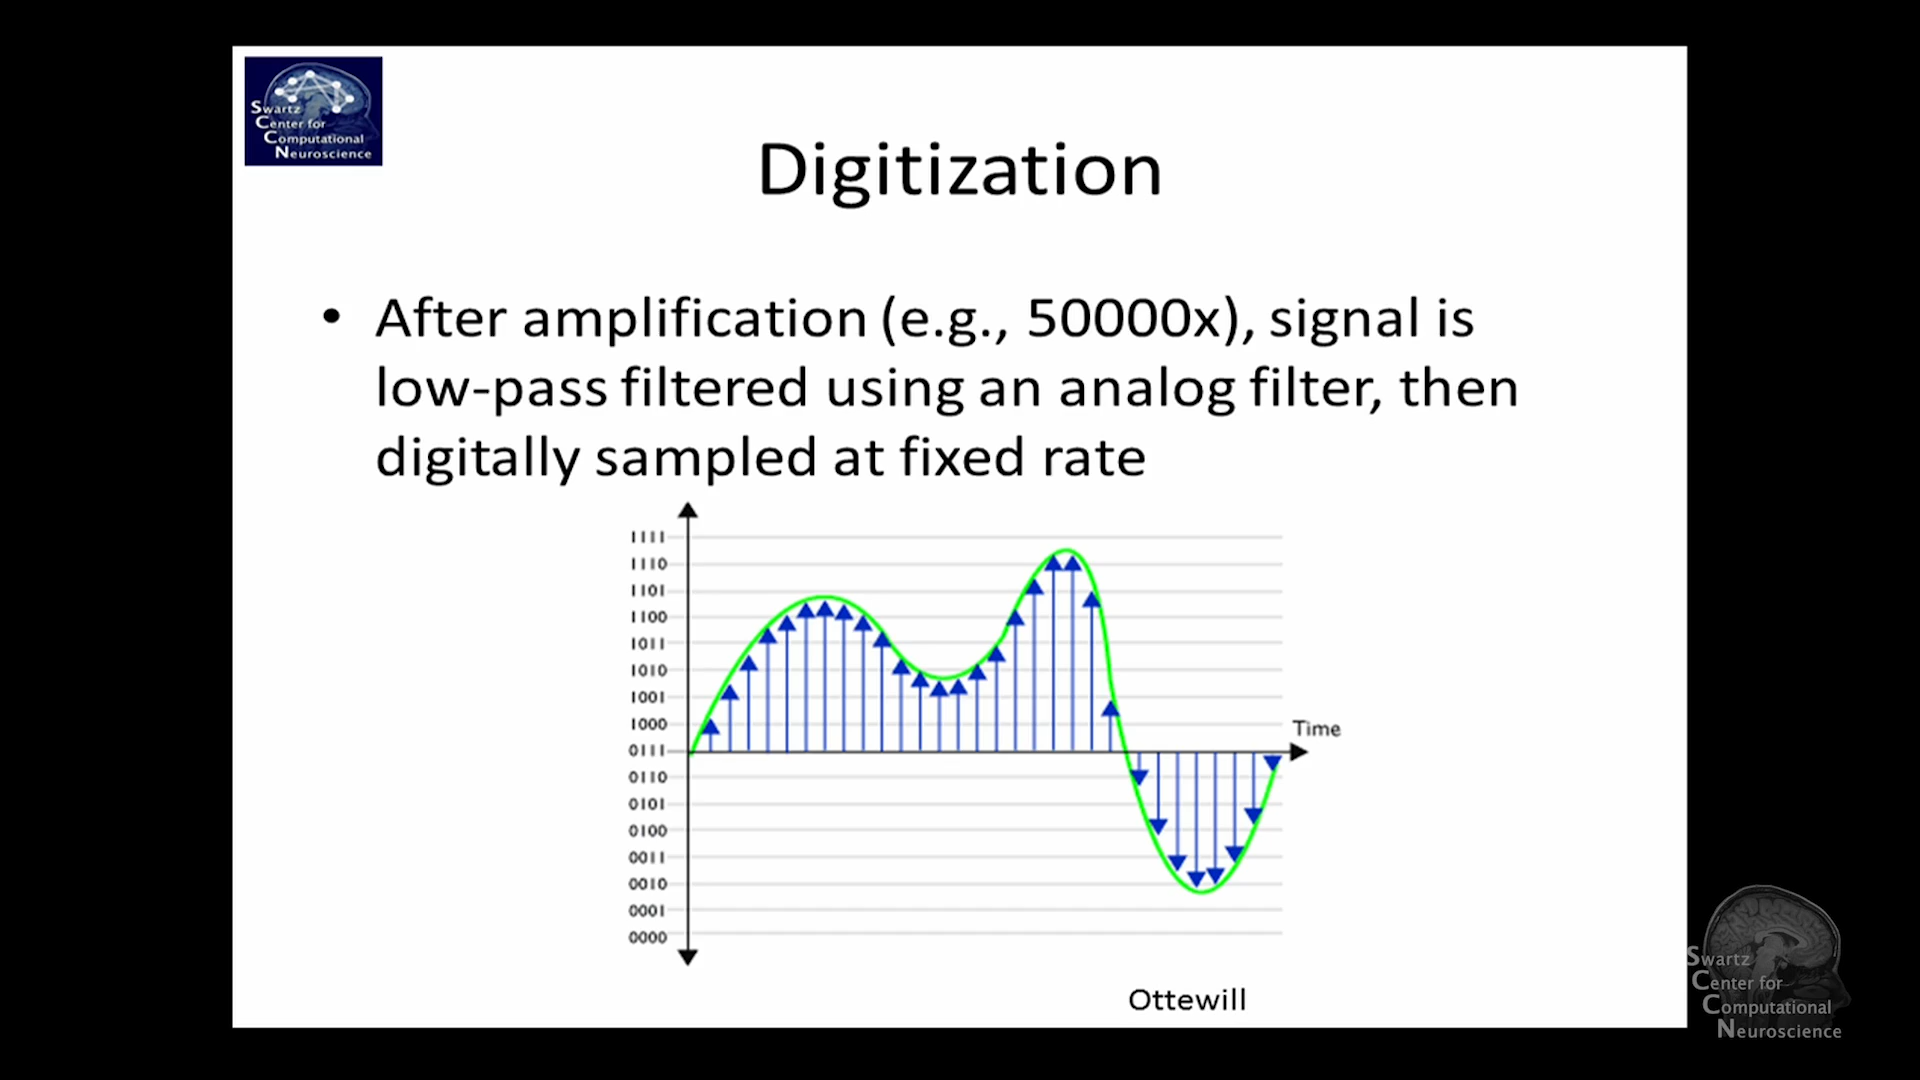 Swartz
Center for
Computational
Neuroscience
Digitization
• After amplification (e.g., 50000x), signal is
low-pass filtered using an analog filter, then
digitally sampled at fixed rate
1111
1110
1101
1100
1011
1010
1001
1000
0111
0110
0101
0100
0011
0010
0001
0000
Time
Ottewill
Swartz
Center for
Computational
Neuroscience